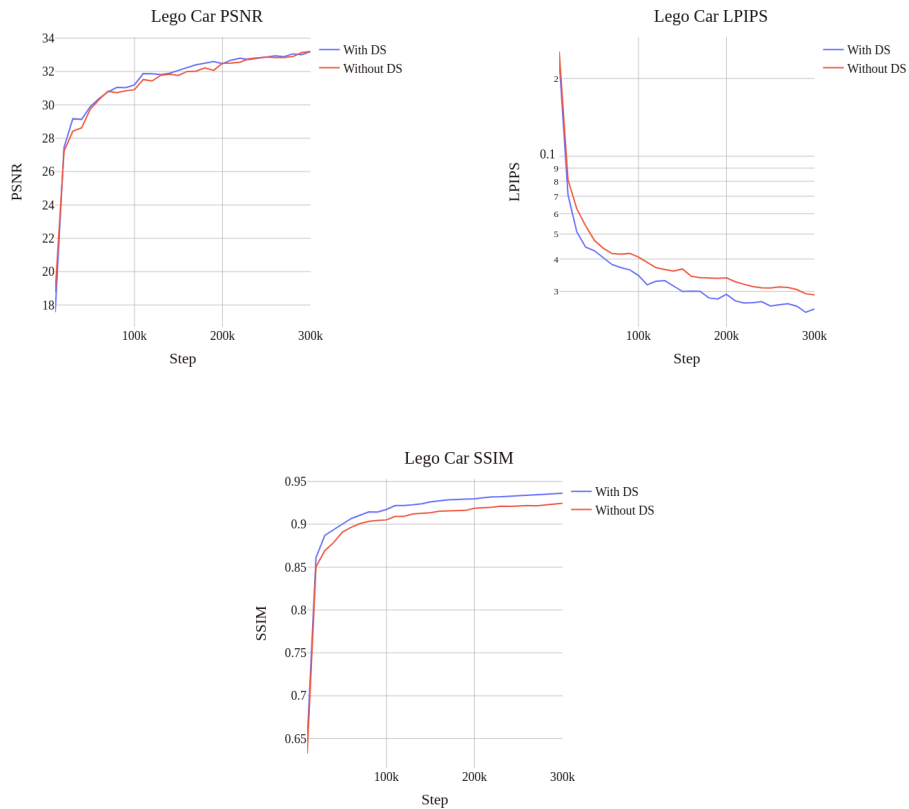 Lego Car PSNR
34
32
30
28
26
24
22
20
18
PSNR
100k
200k
300k
Step
With DS
Without DS
Lego Car LPIPS
2
0.1
9
8
7
6
5
4
3
LPIPS
100k
200k
300k
Step
With DS
Without DS
Lego Car SSIM
0.95
0.9
0.85
0.8
0.75
0.7
0.65
SSIM
100k
200k
300k
Step
With DS
Without DS